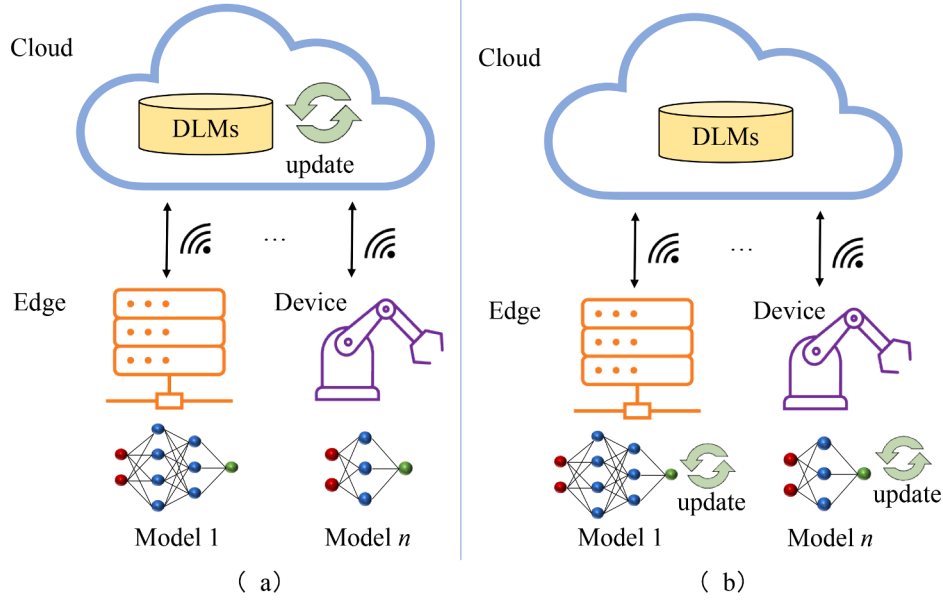 Cloud
DLMs
update
...
Edge
Device
Model 1
Model n
( a)
Cloud
DLMs
...
Edge
Device
update
update
Model 1
Model n
( b)